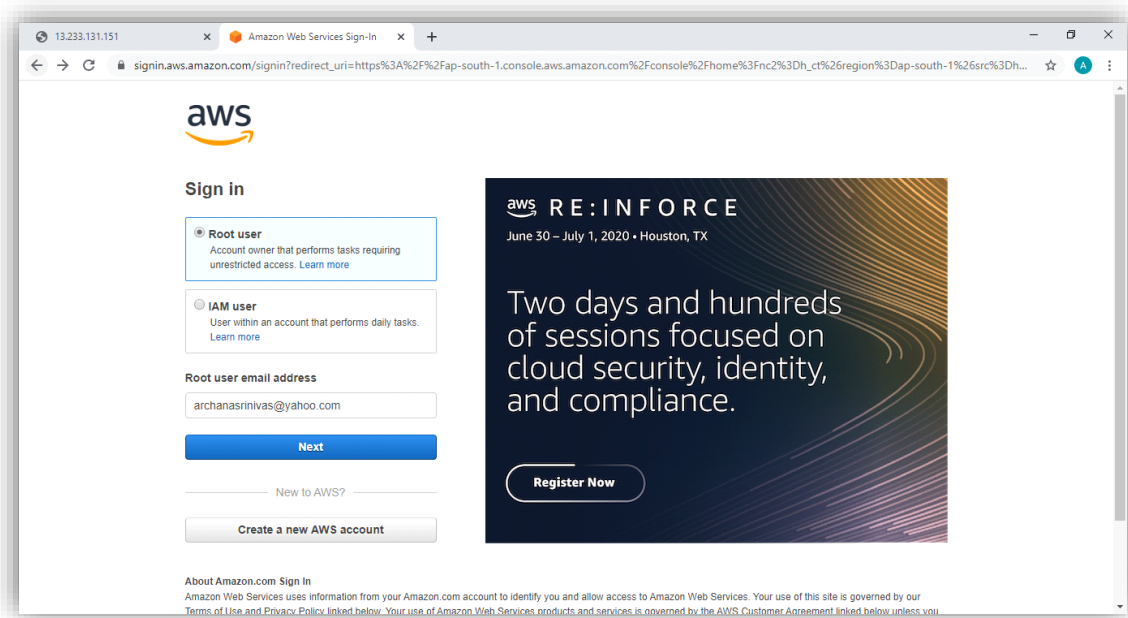 13.233.131.151
Amazon Web Services Sign-In
signin.aws.amazon.com/signin?redirect_uri=https%3A%2F%2Fap-south-1.console.aws.amazon.com%2Fconsole%2Fhome%3Fnc2%3Dh_ct%26region%3Dap-south-1%26src%3Dh...
A
aws
Sign in
Root user
Account owner that performs tasks requiring
unrestricted access. Learn more
IAM user
User within an account that performs daily tasks.
Learn more
Root user email address
archanasrinivas@yahoo.com
Next
New to AWS?
Create a new AWS account
aws RE:INFORCE
June 30 – July 1, 2020 • Houston, TX
Two days and hundreds
of sessions focused on
cloud security, identity,
and compliance.
Register Now
About Amazon.com Sign In
Amazon Web Services uses information from your Amazon.com account to identify you and allow access to Amazon Web Services. Your use of this site is governed by our
Terms of Use and Privacy Policy linked below. Your use of Amazon Web Services products and services is governed by the AWS Customer Agreement linked below unless you